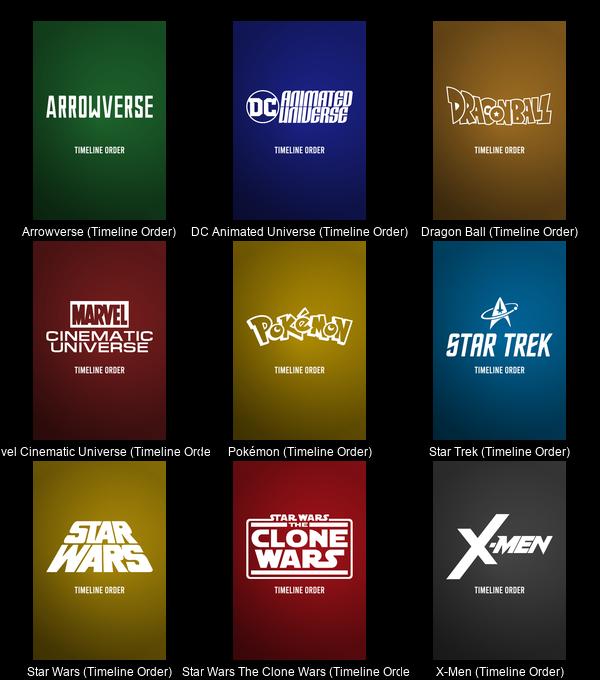 ARROWVERSE
TIMELINE ORDER
DC ANIMATED
UNIVERSE
TIMELINE ORDER
DRAGONBALL
TIMELINE ORDER
Arrowverse (Timeline Order)
DC Animated Universe (Timeline Order)
Dragon Ball (Timeline Order)
MARVEL
CINEMATIC
UNIVERSE
TIMELINE ORDER
POKéMON
TIMELINE ORDER
STAR TREK
TIMELINE ORDER
vel Cinematic Universe (Timeline Orde
Pokémon (Timeline Order)
Star Trek (Timeline Order)
STAR
WARS
TIMELINE ORDER
STAR WARS
THE
CLONE
WARS
TIMELINE ORDER
X-MEN
TIMELINE ORDER
Star Wars (Timeline Order)
Star Wars The Clone Wars (Timeline Orde
X-Men (Timeline Order)